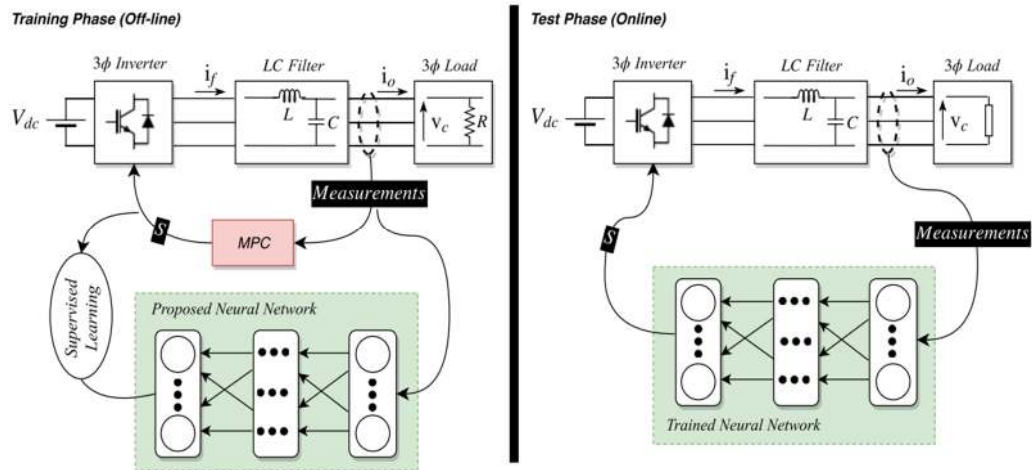 Training Phase (Off-line)
3ϕ Inverter
i_f
LC Filter
i_o
3ϕ Load
V_dc
L
C
v_c
R
Measurements
S
MPC
Supervised
Learning
Proposed Neural Network
Test Phase (Online)
3ϕ Inverter
i_f
LC Filter
i_o
3ϕ Load
V_dc
L
C
v_c
Measurements
S
Trained Neural Network